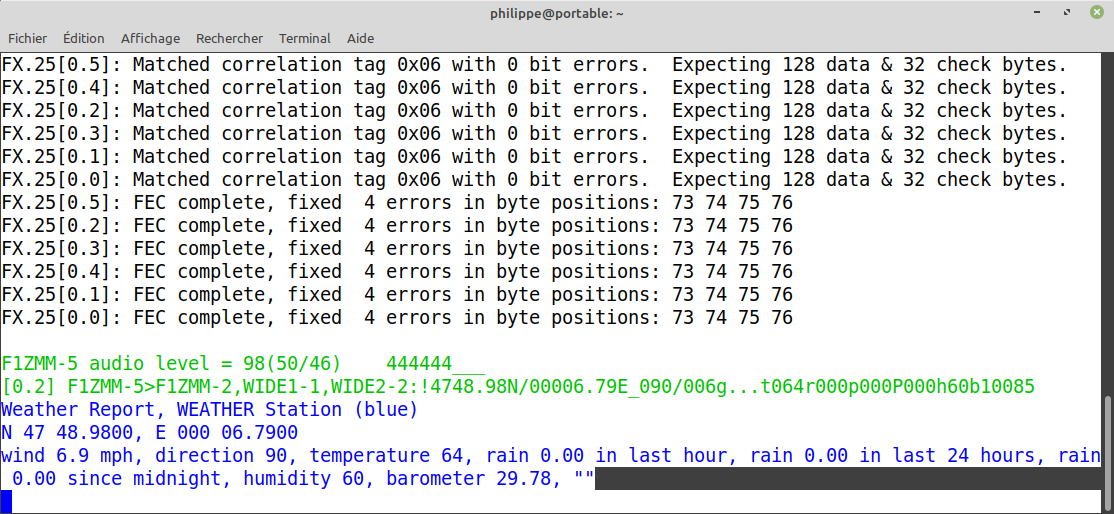 philippe@portable: ~
Fichier Édition Affichage Rechercher Terminal Aide
FX.25[0.5]: Matched correlation tag 0x06 with 0 bit errors.  Expecting 128 data & 32 check bytes.
FX.25[0.4]: Matched correlation tag 0x06 with 0 bit errors.  Expecting 128 data & 32 check bytes.
FX.25[0.2]: Matched correlation tag 0x06 with 0 bit errors.  Expecting 128 data & 32 check bytes.
FX.25[0.3]: Matched correlation tag 0x06 with 0 bit errors.  Expecting 128 data & 32 check bytes.
FX.25[0.1]: Matched correlation tag 0x06 with 0 bit errors.  Expecting 128 data & 32 check bytes.
FX.25[0.0]: Matched correlation tag 0x06 with 0 bit errors.  Expecting 128 data & 32 check bytes.
FX.25[0.5]: FEC complete, fixed  4 errors in byte positions: 73 74 75 76
FX.25[0.2]: FEC complete, fixed  4 errors in byte positions: 73 74 75 76
FX.25[0.3]: FEC complete, fixed  4 errors in byte positions: 73 74 75 76
FX.25[0.4]: FEC complete, fixed  4 errors in byte positions: 73 74 75 76
FX.25[0.1]: FEC complete, fixed  4 errors in byte positions: 73 74 75 76
FX.25[0.0]: FEC complete, fixed  4 errors in byte positions: 73 74 75 76
F1ZMM-5 audio level = 98(50/46)    444444___
[0.2] F1ZMM-5>F1ZMM-2,WIDE1-1,WIDE2-2:!4748.98N/00006.79E_090/006g...t064r000p000P000h60b10085
Weather Report, WEATHER Station (blue)
N 47 48.9800, E 000 06.7900
wind 6.9 mph, direction 90, temperature 64, rain 0.00 in last hour, rain 0.00 in last 24 hours, rain
 0.00 since midnight, humidity 60, barometer 29.78, ""